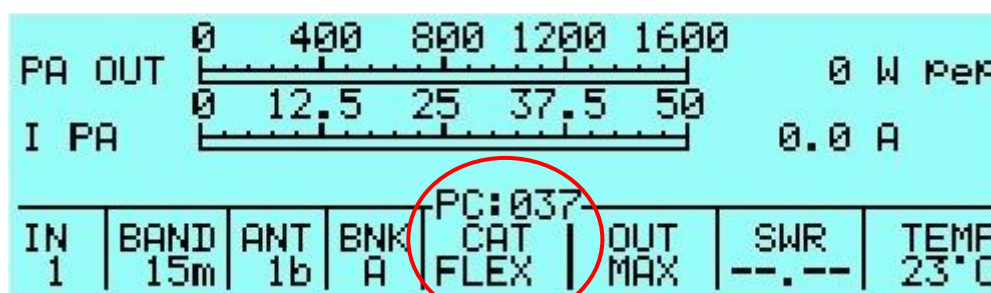 0 400 800 1200 1600
PA OUT 0 W pep
0 12.5 25 37.5 50
I PA 0.0 A
PC:037
IN BAND ANT BNK CAT OUT SWR TEMP
1 15m 1b A FLEX MAX --.-- 23°C